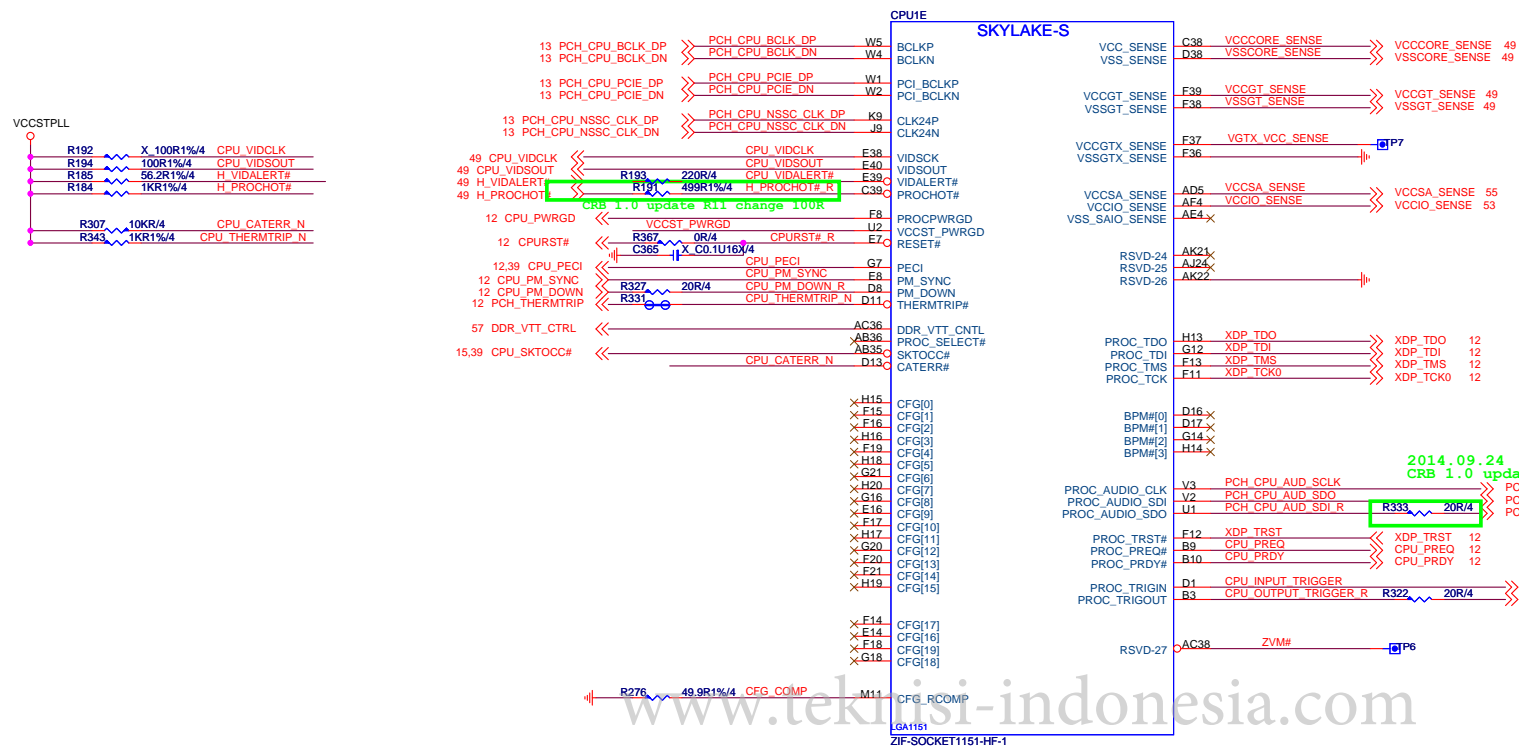 CPU1E
SKYLAKE-S
VCCSTPLL
R192 X_100R1%/4 CPU_VIDCLK
R194 100R1%/4 CPU_VIDSOUT
R185 56.2R1%/4 H_VIDALERT#
R184 1KR1%/4 H_PROCHOT#
R307 10KR/4 CPU_CATERR_N
R343 1KR1%/4 CPU_THERMTRIP_N
13 PCH_CPU_BCLK_DP PCH_CPU_BCLK_DP W5 BCLKP
13 PCH_CPU_BCLK_DN PCH_CPU_BCLK_DN W4 BCLKN
13 PCH_CPU_PCIE_DP PCH_CPU_PCIE_DP W1 PCI_BCLKP
13 PCH_CPU_PCIE_DN PCH_CPU_PCIE_DN W2 PCI_BCLKN
13 PCH_CPU_NSSC_CLK_DP PCH_CPU_NSSC_CLK_DP K9 CLK24P
13 PCH_CPU_NSSC_CLK_DN PCH_CPU_NSSC_CLK_DN J9 CLK24N
49 CPU_VIDCLK CPU_VIDCLK E38 VIDSCK
49 CPU_VIDSOUT CPU_VIDSOUT E40 VIDSOUT
49 H_VIDALERT# R193 220R/4 CPU_VIDALERT# E39 VIDALERT#
49 H_PROCHOT# R191 499R1%/4 H_PROCHOT#_R C39 PROCHOT#
CRB 1.0 update R11 change 100R
12 CPU_PWRGD F8 PROCPWRGD
VCCST_PWRGD U2 VCCST_PWRGD
12 CPURST# R367 0R/4 CPURST#_R E7 RESET#
C365 X_C0.1U16X/4
12,39 CPU_PECI CPU_PECI G7 PECI
12 CPU_PM_SYNC CPU_PM_SYNC E8 PM_SYNC
12 CPU_PM_DOWN R327 20R/4 CPU_PM_DOWN_R D8 PM_DOWN
12 PCH_THERMTRIP R331 CPU_THERMTRIP_N D11 THERMTRIP#
57 DDR_VTT_CTRL AC36 DDR_VTT_CNTL
AB36 PROC_SELECT#
15,39 CPU_SKTOCC# AB35 SKTOCC#
CPU_CATERR_N D13 CATERR#
H15 CFG[0]
F15 CFG[1]
F16 CFG[2]
H16 CFG[3]
F19 CFG[4]
H18 CFG[5]
G21 CFG[6]
H20 CFG[7]
G16 CFG[8]
E16 CFG[9]
F17 CFG[10]
H17 CFG[11]
G20 CFG[12]
F20 CFG[13]
F21 CFG[14]
H19 CFG[15]
F14 CFG[17]
E14 CFG[16]
F18 CFG[19]
G18 CFG[18]
R276 49.9R1%/4 CFG_COMP M11 CFG_RCOMP
VCC_SENSE C38 VCCCORE_SENSE VCCCORE_SENSE 49
VSS_SENSE D38 VSSCORE_SENSE VSSCORE_SENSE 49
VCCGT_SENSE F39 VCCGT_SENSE VCCGT_SENSE 49
VSSGT_SENSE F38 VSSGT_SENSE VSSGT_SENSE 49
VCCGTX_SENSE F37 VGTX_VCC_SENSE TP7
VSSGTX_SENSE F36
VCCSA_SENSE AD5 VCCSA_SENSE VCCSA_SENSE 55
VCCIO_SENSE AF4 VCCIO_SENSE VCCIO_SENSE 53
VSS_SAIO_SENSE AE4
RSVD-24 AK21
RSVD-25 AJ24
RSVD-26 AK22
PROC_TDO H13 XDP_TDO XDP_TDO 12
PROC_TDI G12 XDP_TDI XDP_TDI 12
PROC_TMS F13 XDP_TMS XDP_TMS 12
PROC_TCK F11 XDP_TCK0 XDP_TCK0 12
BPM#[0] D16
BPM#[1] D17
BPM#[2] G14
BPM#[3] H14
2014.09.24
CRB 1.0 upda
PROC_AUDIO_CLK V3 PCH_CPU_AUD_SCLK PC
PROC_AUDIO_SDI V2 PCH_CPU_AUD_SDO PC
PROC_AUDIO_SDO U1 PCH_CPU_AUD_SDI_R R333 20R/4 PC
PROC_TRST# F12 XDP_TRST XDP_TRST 12
PROC_PREQ# B9 CPU_PREQ CPU_PREQ 12
PROC_PRDY# B10 CPU_PRDY CPU_PRDY 12
PROC_TRIGIN D1 CPU_INPUT_TRIGGER
PROC_TRIGOUT B3 CPU_OUTPUT_TRIGGER_R R322 20R/4
RSVD-27 AC38 ZVM# TP6
www.teknisi-indonesia.com
LGA1151
ZIF-SOCKET1151-HF-1